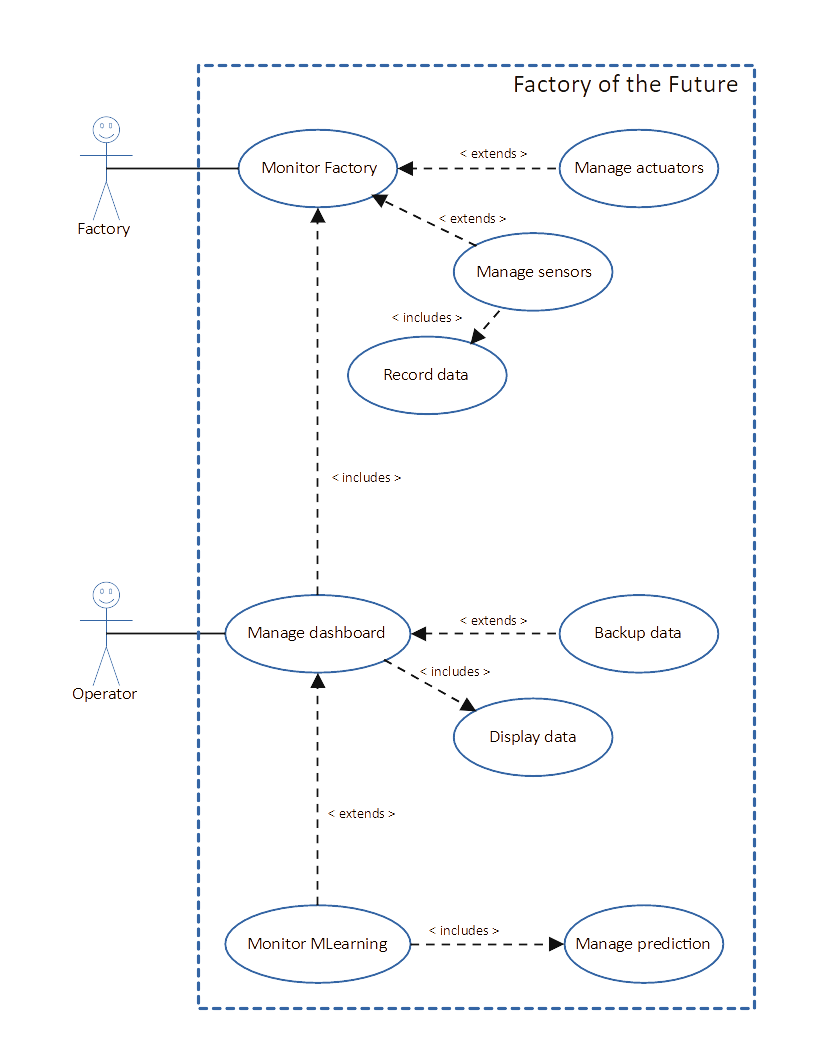 Factory of the Future
Monitor Factory
< extends >
Manage actuators
Factory
< extends >
Manage sensors
< includes >
Record data
< includes >
Manage dashboard
< extends >
Backup data
Operator
< includes >
Display data
< extends >
Monitor MLearning
< includes >
Manage prediction